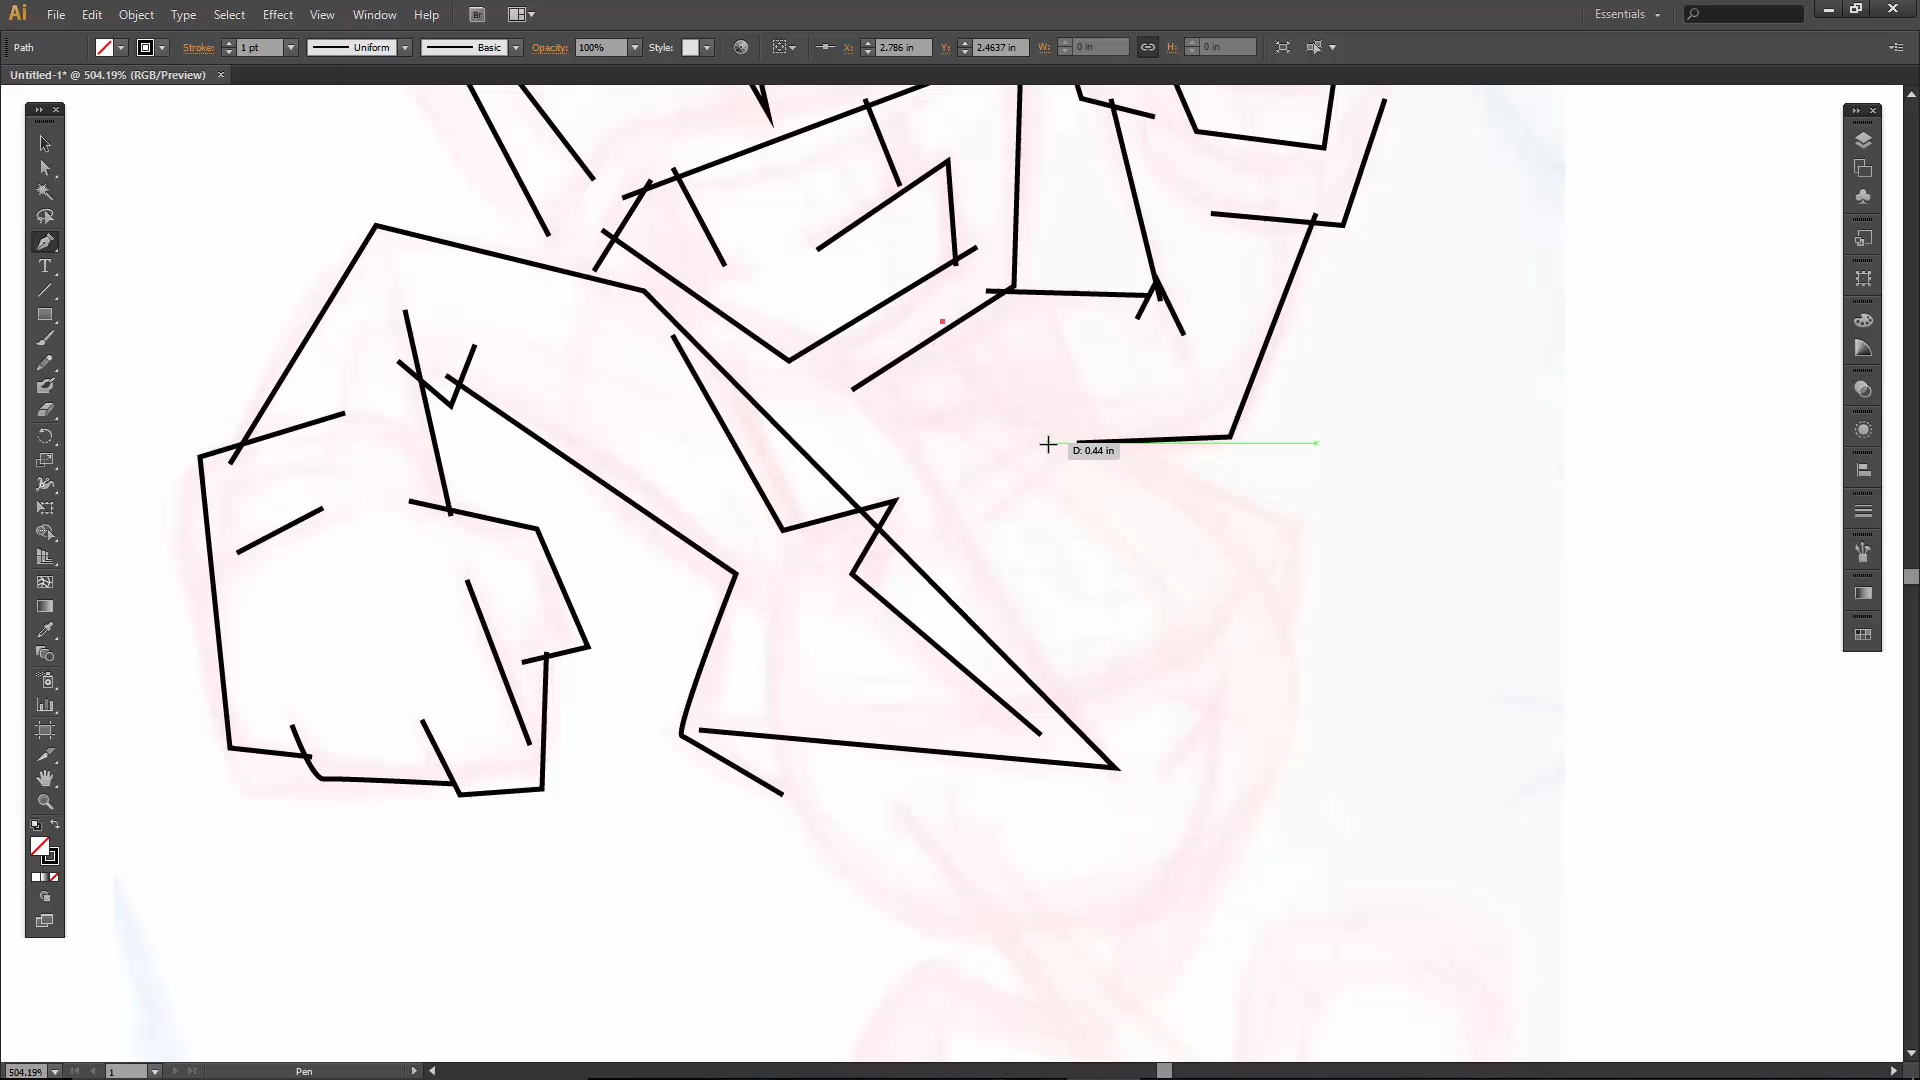 Ai File Edit Object Type Select Effect View Window Help Br Essentials
Path Stroke: 1 pt Uniform Basic Opacity: 100% Style: X: 2.786 in Y: 2.4637 in W: 0 in H: 0 in
Untitled-1* @ 504.19% (RGB/Preview) ×
D: 0.44 in
504.19% 1 Pen